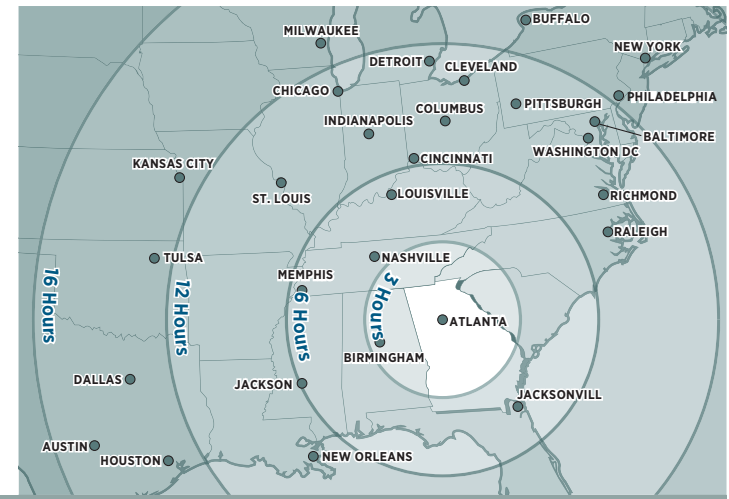 BUFFALO
MILWAUKEE
NEW YORK
DETROIT
CLEVELAND
CHICAGO
PHILADELPHIA
PITTSBURGH
COLUMBUS
INDIANAPOLIS
BALTIMORE
WASHINGTON DC
CINCINNATI
KANSAS CITY
LOUISVILLE
RICHMOND
ST. LOUIS
RALEIGH
NASHVILLE
TULSA
MEMPHIS
16 Hours
12 Hours
6 Hours
3 Hours
ATLANTA
BIRMINGHAM
DALLAS
JACKSON
JACKSONVILL
AUSTIN
HOUSTON
NEW ORLEANS